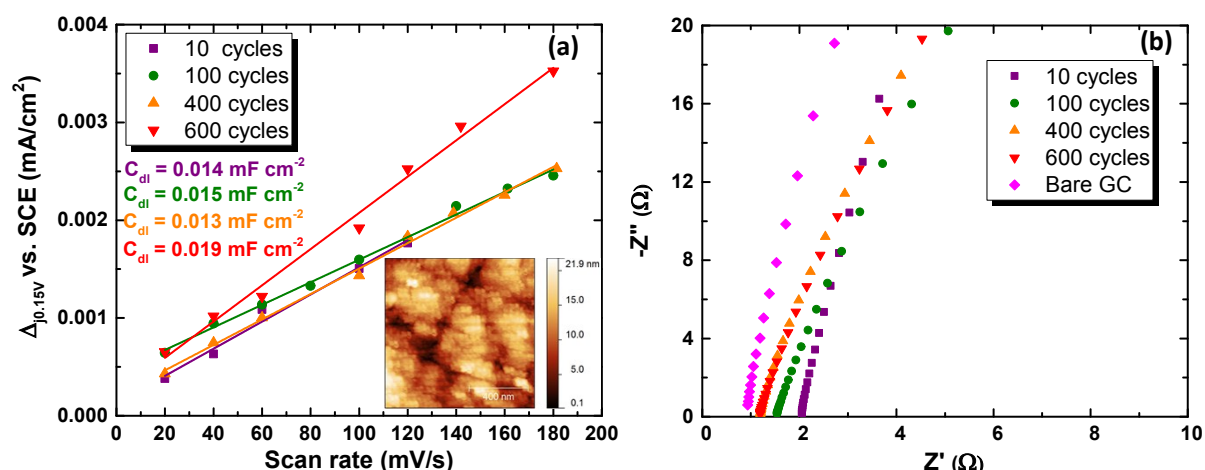 (a)
10 cycles
100 cycles
400 cycles
600 cycles
C_dl = 0.014 mF cm⁻²
C_dl = 0.015 mF cm⁻²
C_dl = 0.013 mF cm⁻²
C_dl = 0.019 mF cm⁻²
Δj0.15V vs. SCE (mA/cm²)
0.004
0.003
0.002
0.001
0.000
21.9 nm
15.0
10.0
5.0
0.1
400 nm
0 20 40 60 80 100 120 140 160 180 200
Scan rate (mV/s)
(b)
10 cycles
100 cycles
400 cycles
600 cycles
Bare GC
-Z'' (Ω)
20
16
12
8
4
0
0 2 4 6 8 10
Z' (Ω)